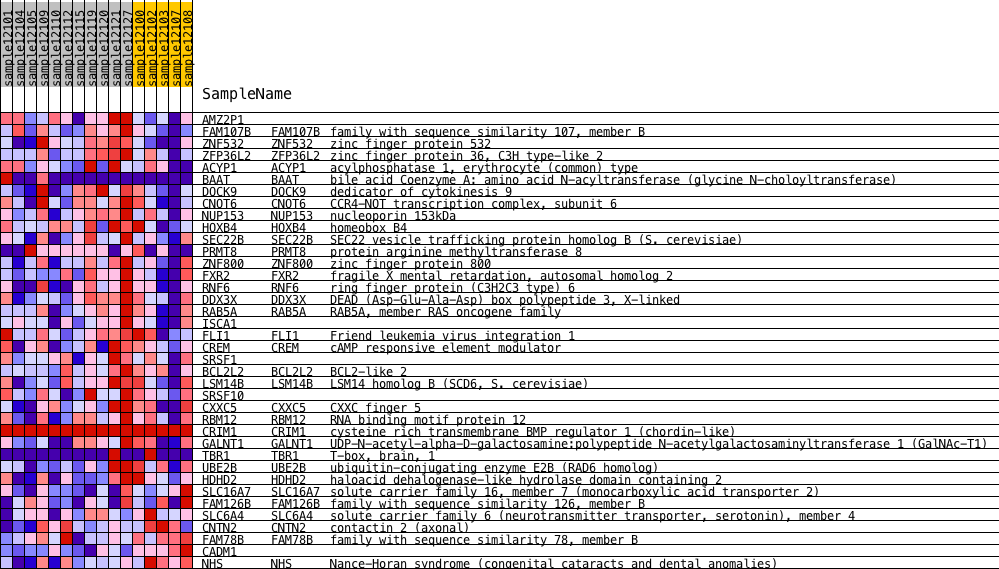 sample12101
sample12104
sample12105
sample12109
sample12110
sample12112
sample12115
sample12119
sample12120
sample12121
sample12127
sample12100
sample12102
sample12103
sample12107
sample12108
SampleName
AMZ2P1
FAM107B FAM107B family with sequence similarity 107, member B
ZNF532 ZNF532 zinc finger protein 532
ZFP36L2 ZFP36L2 zinc finger protein 36, C3H type-like 2
ACYP1 ACYP1 acylphosphatase 1, erythrocyte (common) type
BAAT BAAT bile acid Coenzyme A: amino acid N-acyltransferase (glycine N-choloyltransferase)
DOCK9 DOCK9 dedicator of cytokinesis 9
CNOT6 CNOT6 CCR4-NOT transcription complex, subunit 6
NUP153 NUP153 nucleoporin 153kDa
HOXB4 HOXB4 homeobox B4
SEC22B SEC22B SEC22 vesicle trafficking protein homolog B (S. cerevisiae)
PRMT8 PRMT8 protein arginine methyltransferase 8
ZNF800 ZNF800 zinc finger protein 800
FXR2 FXR2 fragile X mental retardation, autosomal homolog 2
RNF6 RNF6 ring finger protein (C3H2C3 type) 6
DDX3X DDX3X DEAD (Asp-Glu-Ala-Asp) box polypeptide 3, X-linked
RAB5A RAB5A RAB5A, member RAS oncogene family
ISCA1
FLI1 FLI1 Friend leukemia virus integration 1
CREM CREM cAMP responsive element modulator
SRSF1
BCL2L2 BCL2L2 BCL2-like 2
LSM14B LSM14B LSM14 homolog B (SCD6, S. cerevisiae)
SRSF10
CXXC5 CXXC5 CXXC finger 5
RBM12 RBM12 RNA binding motif protein 12
CRIM1 CRIM1 cysteine rich transmembrane BMP regulator 1 (chordin-like)
GALNT1 GALNT1 UDP-N-acetyl-alpha-D-galactosamine:polypeptide N-acetylgalactosaminyltransferase 1 (GalNAc-T1)
TBR1 TBR1 T-box, brain, 1
UBE2B UBE2B ubiquitin-conjugating enzyme E2B (RAD6 homolog)
HDHD2 HDHD2 haloacid dehalogenase-like hydrolase domain containing 2
SLC16A7 SLC16A7 solute carrier family 16, member 7 (monocarboxylic acid transporter 2)
FAM126B FAM126B family with sequence similarity 126, member B
SLC6A4 SLC6A4 solute carrier family 6 (neurotransmitter transporter, serotonin), member 4
CNTN2 CNTN2 contactin 2 (axonal)
FAM78B FAM78B family with sequence similarity 78, member B
CADM1
NHS NHS Nance-Horan syndrome (congenital cataracts and dental anomalies)